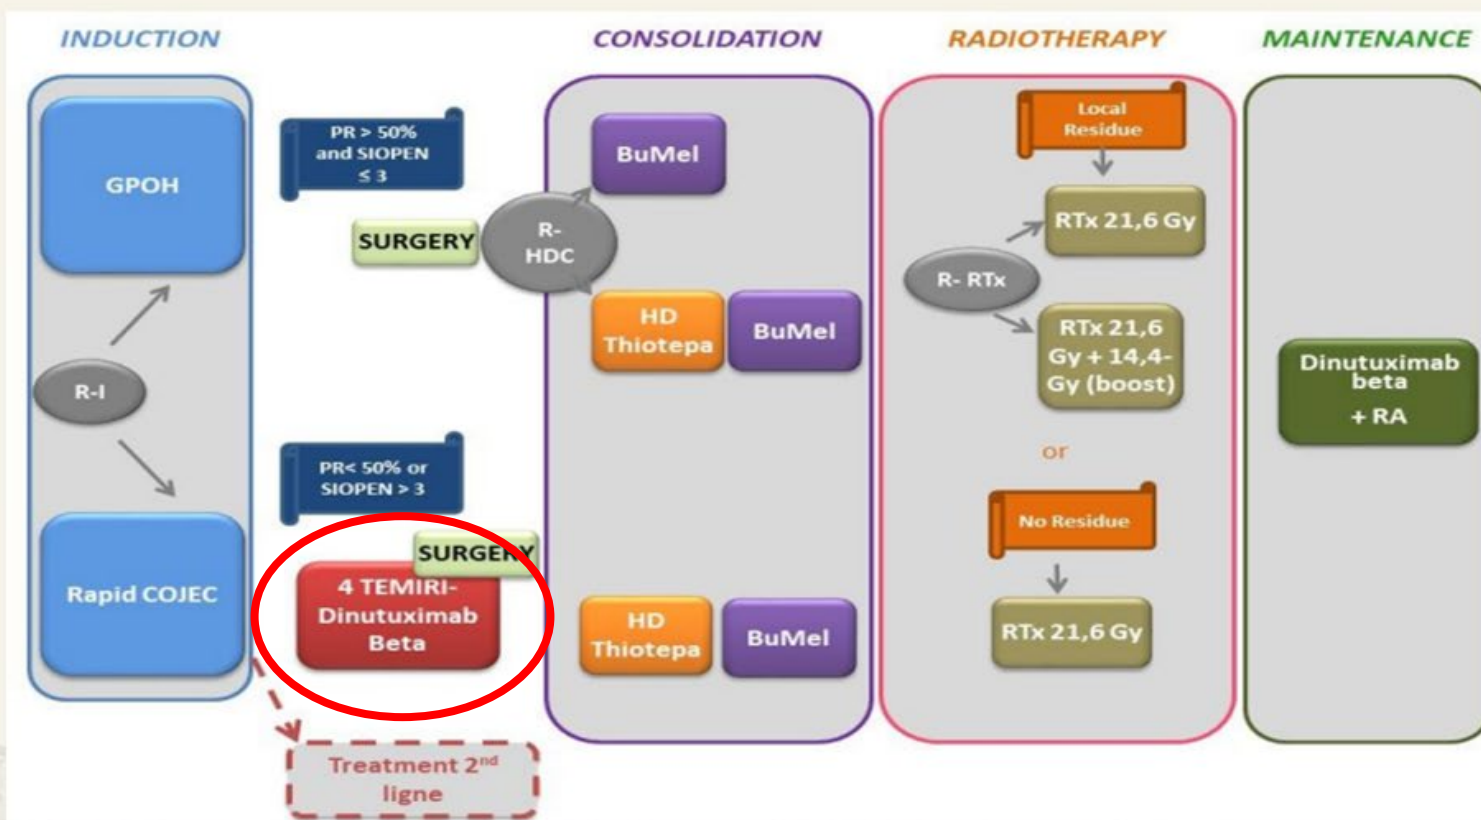 INDUCTION
CONSOLIDATION
RADIOTHERAPY
MAINTENANCE
GPOH
R-I
Rapid COJEC
PR > 50%
and SIOPEN
≤ 3
SURGERY
PR< 50% or
SIOPEN > 3
SURGERY
4 TEMIRI-
Dinutuximab
Beta
Treatment 2nd
ligne
R-
HDC
BuMel
HD
Thiotepa
BuMel
HD
Thiotepa
BuMel
Local
Residue
R- RTx
RTx 21,6 Gy
RTx 21,6
Gy + 14,4-
Gy (boost)
or
No Residue
RTx 21,6 Gy
Dinutuximab
beta
+ RA